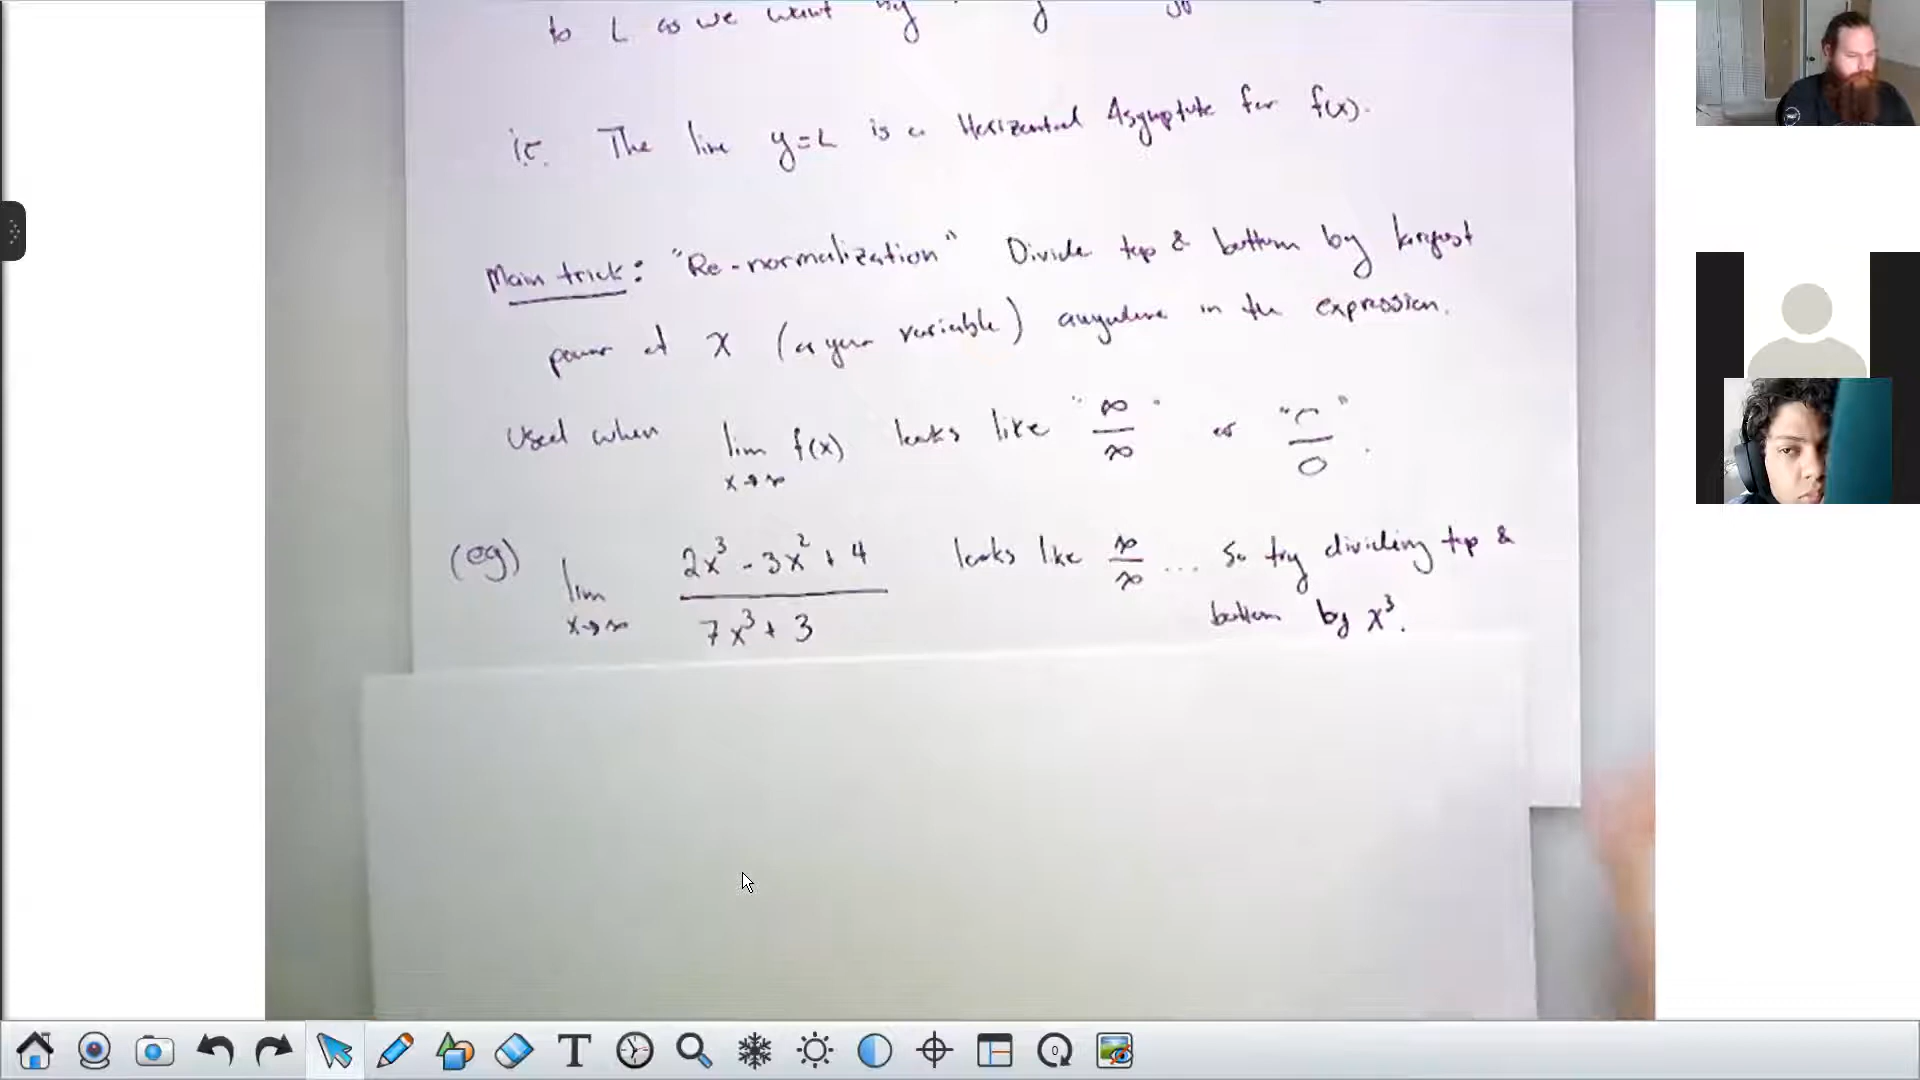 to L as we want by
i.e. The line y=L is a Horizontal Asymptote for f(x).
Main trick: "Re-normalization" Divide top & bottom by largest
power of x (or your variable) anywhere in the expression.
Used when lim x→∞ f(x) looks like "∞/∞" or "0/0".
(eg) lim x→∞ (2x³ - 3x² + 4)/(7x³ + 3) looks like ∞/∞ ... So try dividing top &
bottom by x³.